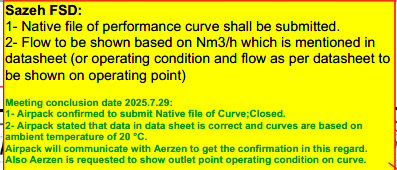 Sazeh FSD:
1- Native file of performance curve shall be submitted.
2- Flow to be shown based on Nm3/h which is mentioned in
datasheet (or operating condition and flow as per datasheet to
be shown on operating point)
Meeting conclusion date 2025.7.29:
1- Airpack confirmed to submit Native file of Curve;Closed.
2- Airpack stated that data in data sheet is correct and curves are based on
ambient temperature of 20 °C.
Airpack will communicate with Aerzen to get the confirmation in this regard.
Also Aerzen is requested to show outlet point operating condition on curve.